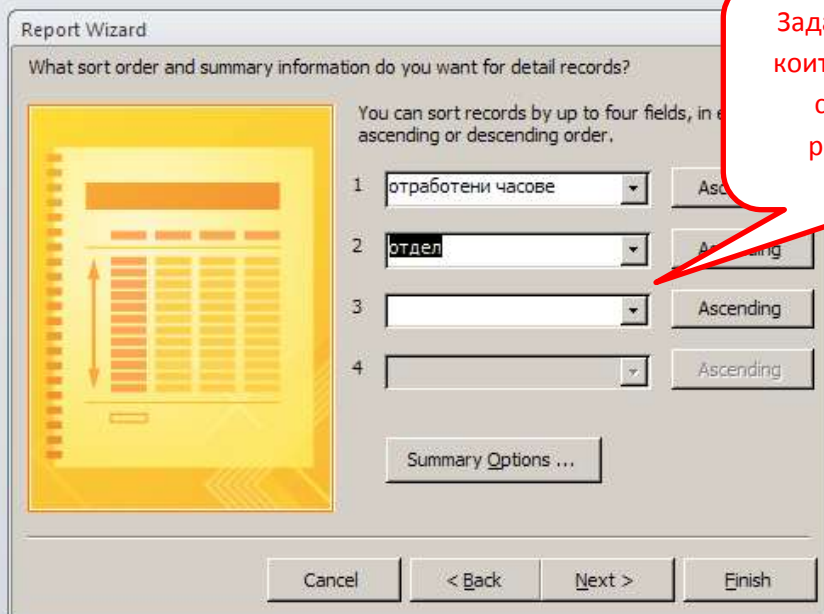 Report Wizard
What sort order and summary information do you want for detail records?
You can sort records by up to four fields, in
ascending or descending order.
1 отработени часове
2 отдел
3 Ascending
4 Ascending
Summary Options ...
Cancel < Back Next > Finish